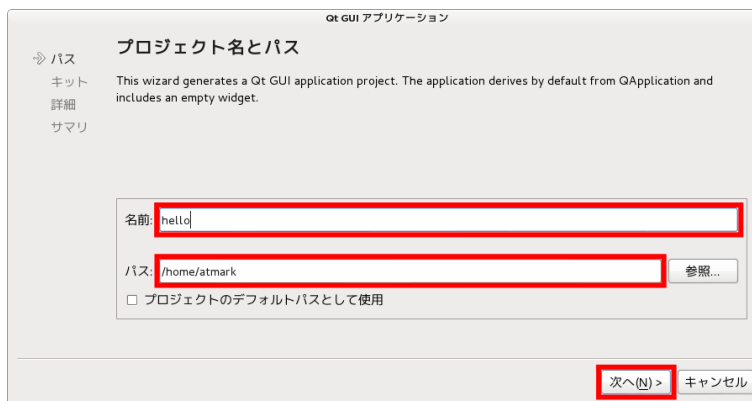 Qt GUI アプリケーション
パス
キット
詳細
サマリ
プロジェクト名とパス
This wizard generates a Qt GUI application project. The application derives by default from QApplication and
includes an empty widget.
名前: hello
パス: /home/atmark 参照...
プロジェクトのデフォルトパスとして使用
次へ(N) > キャンセル